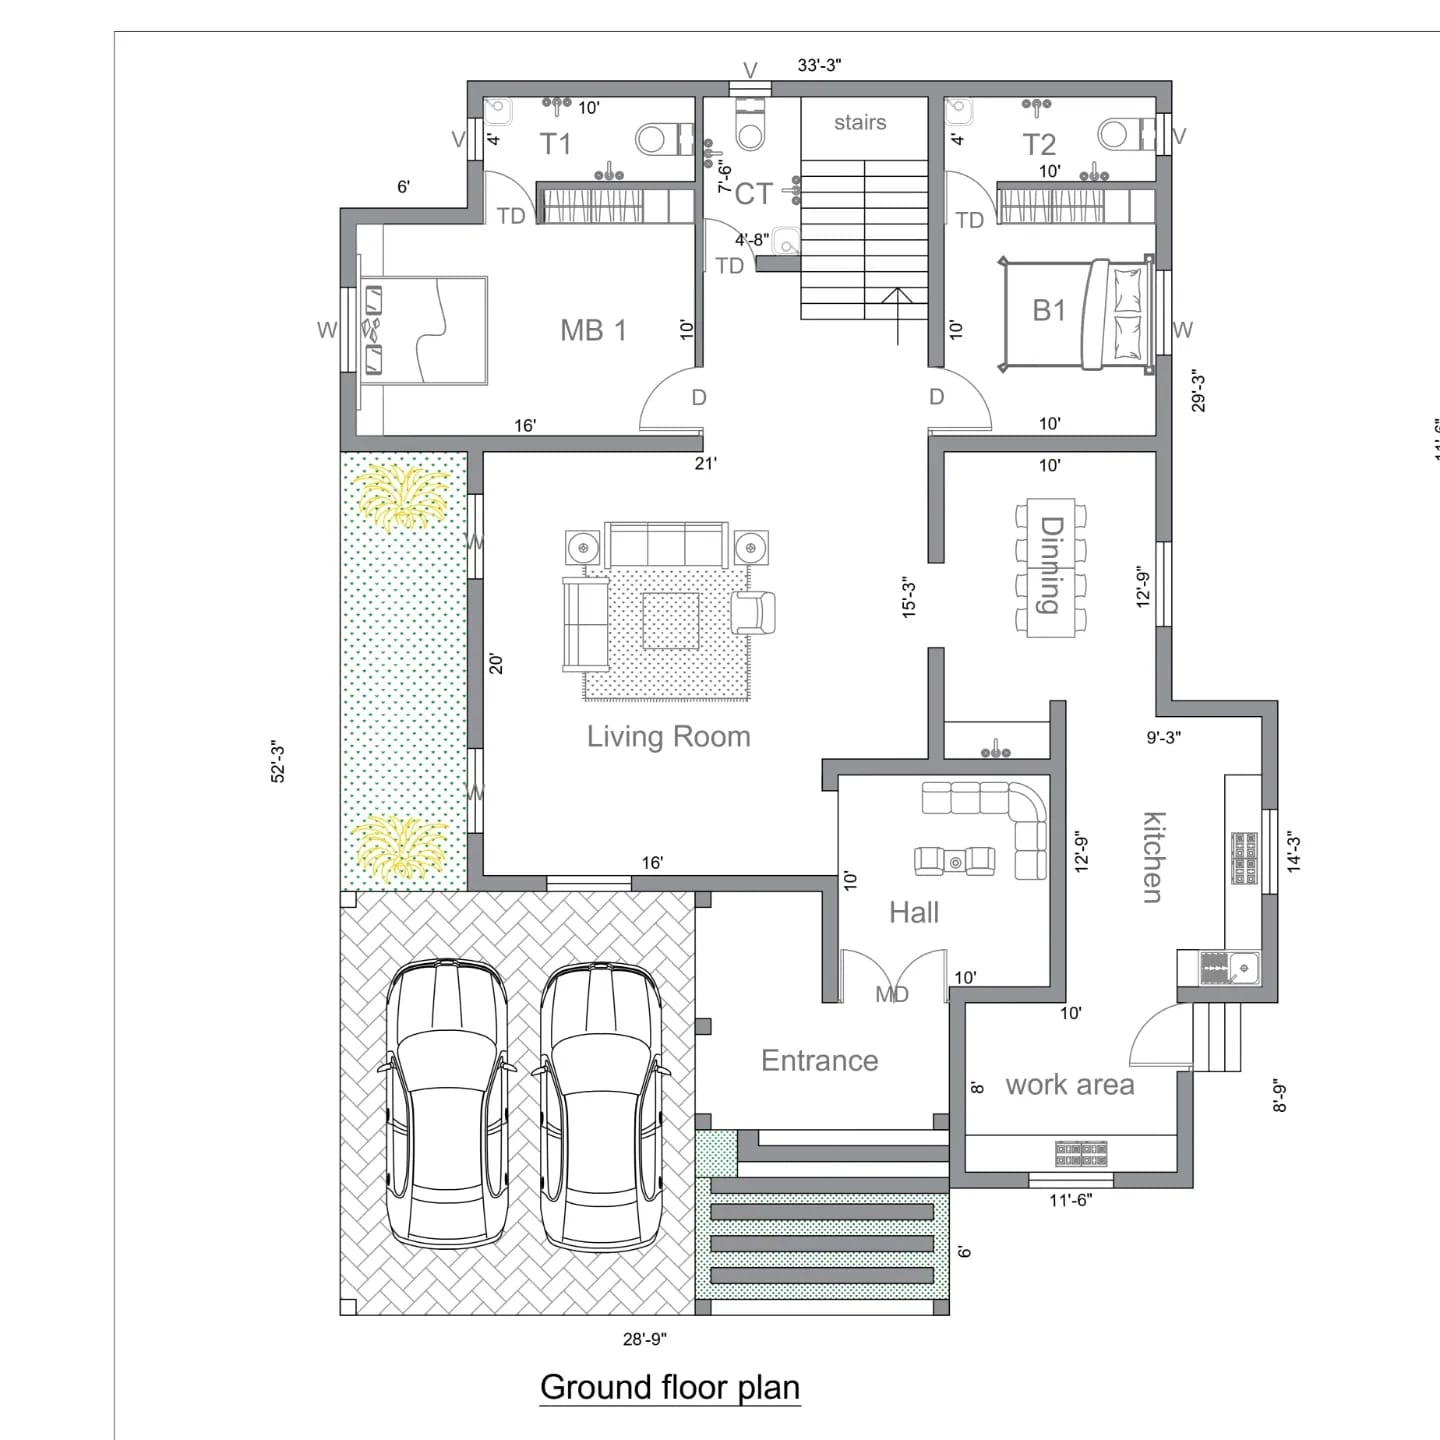 V
33'-3"
10'
4'
V
T1
stairs
4'
T2
V
10'
7'-6"
CT
6'
TD
TD
4'-8"
TD
W
MB 1
10'
10'
B1
W
D
D
29'-3"
16'
10'
21'
10'
W
Dinning
15'-3"
12'-9"
20'
Living Room
9'-3"
52'-3"
W
kitchen
16'
10'
12'-9"
14'-3"
Hall
10'
MD
10'
Entrance
8'
work area
8'-9"
11'-6"
6'
28'-9"
Ground floor plan